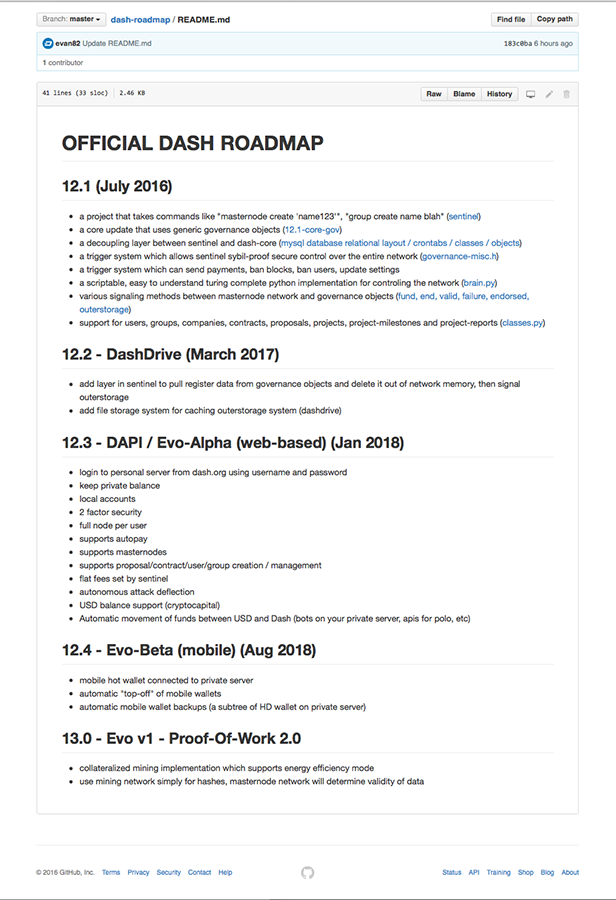 Branch: master dash-roadmap / README.md Find file Copy path
evan82 Update README.md 183c0ba 6 hours ago
1 contributor
41 lines (33 sloc) 2.46 KB Raw Blame History
OFFICIAL DASH ROADMAP
12.1 (July 2016)
• a project that takes commands like "masternode create 'name123'", "group create name blah" (sentinel)
• a core update that uses generic governance objects (12.1-core-gov)
• a decoupling layer between sentinel and dash-core (mysql database relational layout / crontabs / classes / objects)
• a trigger system which allows sentinel sybil-proof secure control over the entire network (governance-misc.h)
• a trigger system which can send payments, ban blocks, ban users, update settings
• a scriptable, easy to understand turing complete python implementation for controling the network (brain.py)
• various signaling methods between masternode network and governance objects (fund, end, valid, failure, endorsed,
outerstorage)
• support for users, groups, companies, contracts, proposals, projects, project-milestones and project-reports (classes.py)
12.2 - DashDrive (March 2017)
• add layer in sentinel to pull register data from governance objects and delete it out of network memory, then signal
outerstorage
• add file storage system for caching outerstorage system (dashdrive)
12.3 - DAPI / Evo-Alpha (web-based) (Jan 2018)
• login to personal server from dash.org using username and password
• keep private balance
• local accounts
• 2 factor security
• full node per user
• supports autopay
• supports masternodes
• supports proposal/contract/user/group creation / management
• flat fees set by sentinel
• autonomous attack deflection
• USD balance support (cryptocapital)
• Automatic movement of funds between USD and Dash (bots on your private server, apis for polo, etc)
12.4 - Evo-Beta (mobile) (Aug 2018)
• mobile hot wallet connected to private server
• automatic "top-off" of mobile wallets
• automatic mobile wallet backups (a subtree of HD wallet on private server)
13.0 - Evo v1 - Proof-Of-Work 2.0
• collateralized mining implementation which supports energy efficiency mode
• use mining network simply for hashes, masternode network will determine validity of data
© 2016 GitHub, Inc. Terms Privacy Security Contact Help Status API Training Shop Blog About